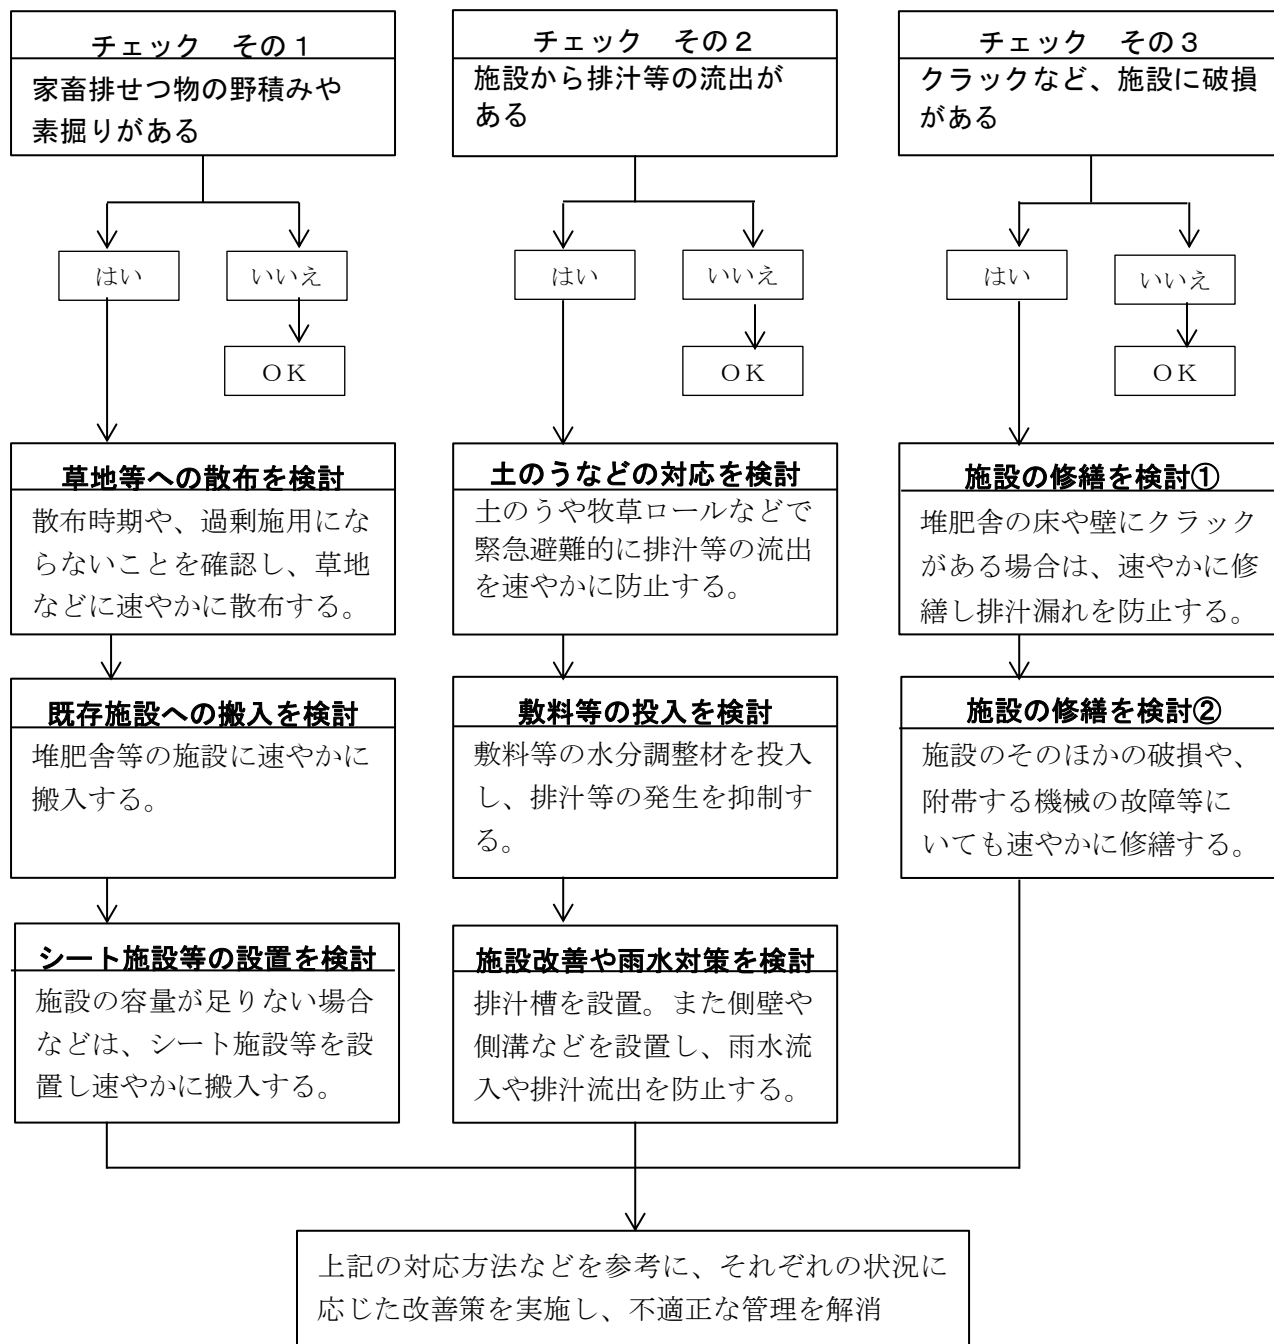 チェック　その１
家畜排せつ物の野積みや
素掘りがある
はい
いいえ
ＯＫ
草地等への散布を検討
散布時期や、過剰施用にな
らないことを確認し、草地
などに速やかに散布する。
既存施設への搬入を検討
堆肥舎等の施設に速やかに
搬入する。
シート施設等の設置を検討
施設の容量が足りない場合
などは、シート施設等を設
置し速やかに搬入する。
チェック　その２
施設から排汁等の流出が
ある
はい
いいえ
ＯＫ
土のうなどの対応を検討
土のうや牧草ロールなどで
緊急避難的に排汁等の流出
を速やかに防止する。
敷料等の投入を検討
敷料等の水分調整材を投入
し、排汁等の発生を抑制す
る。
施設改善や雨水対策を検討
排汁槽を設置。また側壁や
側溝などを設置し、雨水流
入や排汁流出を防止する。
チェック　その３
クラックなど、施設に破損
がある
はい
いいえ
ＯＫ
施設の修繕を検討①
堆肥舎の床や壁にクラック
がある場合は、速やかに修
繕し排汁漏れを防止する。
施設の修繕を検討②
施設のそのほかの破損や、
附帯する機械の故障等に
いても速やかに修繕する。
上記の対応方法などを参考に、それぞれの状況に
応じた改善策を実施し、不適正な管理を解消